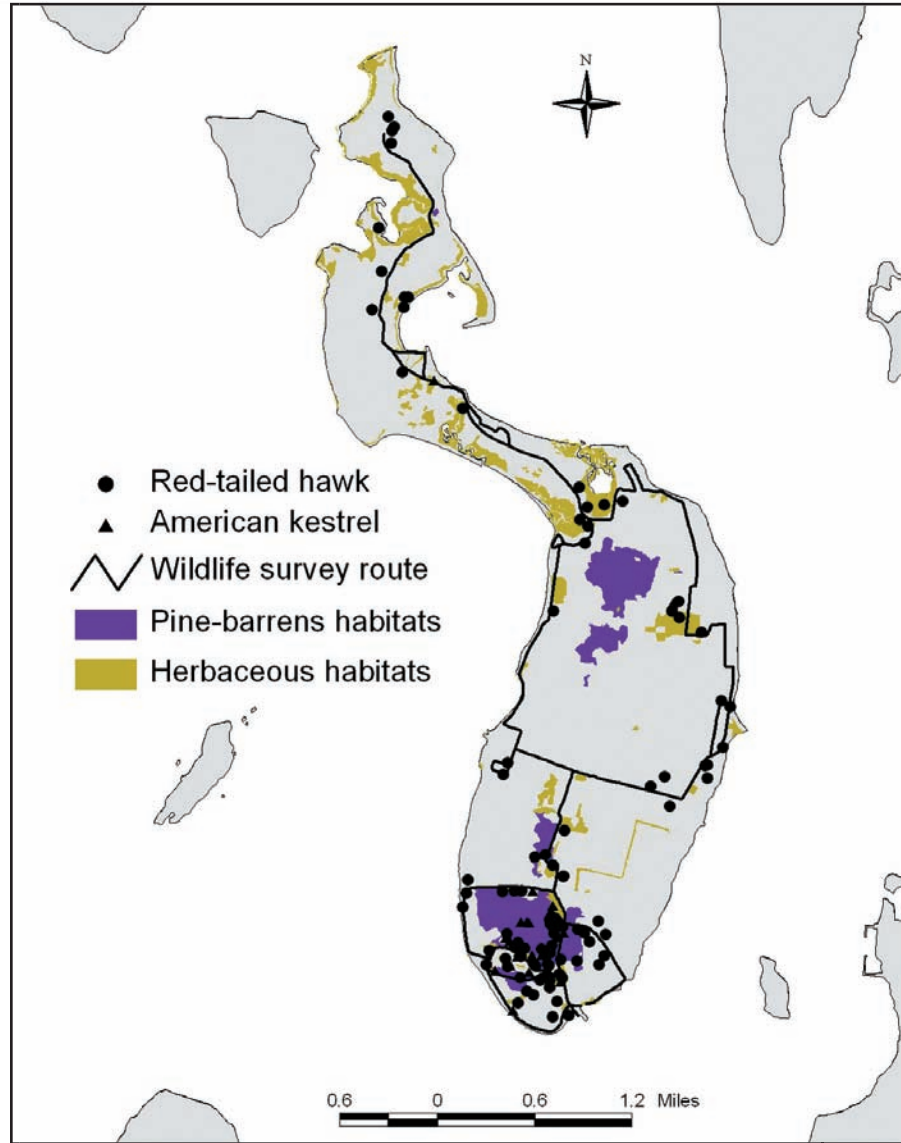 N
Red-tailed hawk
American kestrel
Wildlife survey route
Pine-barrens habitats
Herbaceous habitats
0.6 0 0.6 1.2 Miles